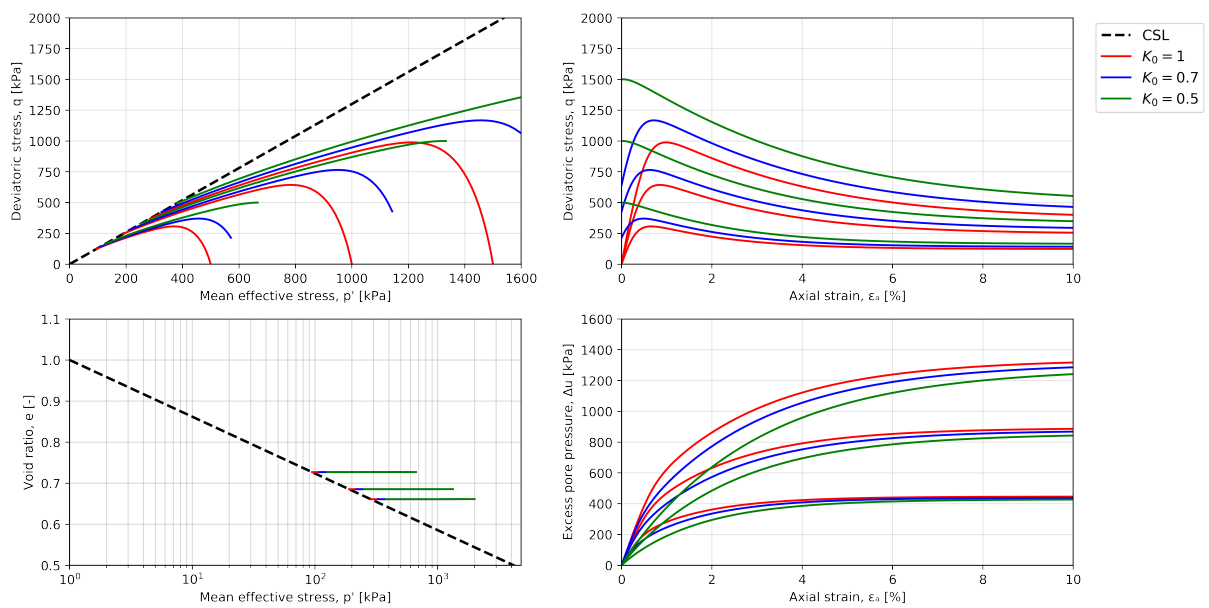 2000
1750
1500
1250
1000
750
500
250
0
Deviatoric stress, q [kPa]
0 200 400 600 800 1000 1200 1400 1600
Mean effective stress, p' [kPa]
2000
1750
1500
1250
1000
750
500
250
0
Deviatoric stress, q [kPa]
0 2 4 6 8 10
Axial strain, εₐ [%]
CSL
K₀ = 1
K₀ = 0.7
K₀ = 0.5
1.1
1.0
0.9
0.8
0.7
0.6
0.5
Void ratio, e [-]
10⁰ 10¹ 10² 10³
Mean effective stress, p' [kPa]
1600
1400
1200
1000
800
600
400
200
0
Excess pore pressure, Δu [kPa]
0 2 4 6 8 10
Axial strain, εₐ [%]